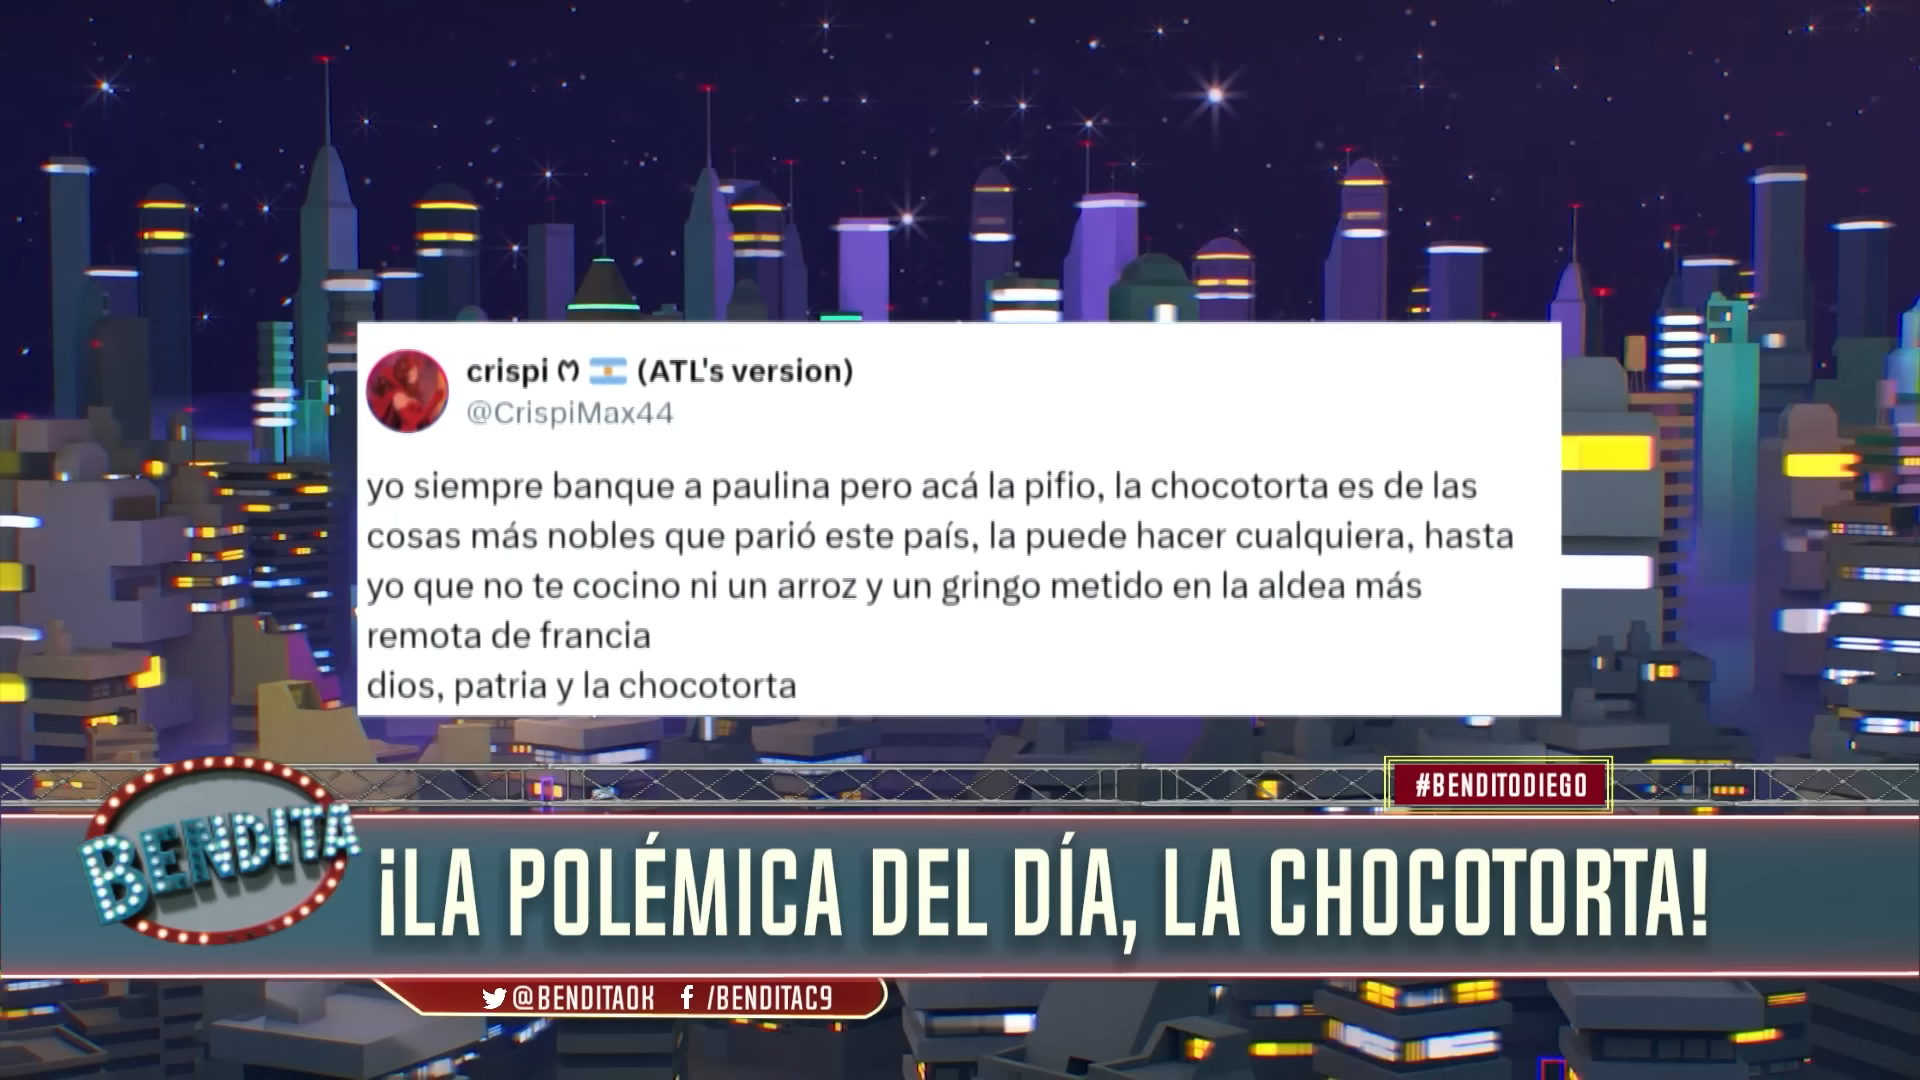 crispi െ 🇦🇷 (ATL's version)
@CrispiMax44
yo siempre banque a paulina pero acá la pifio, la chocotorta es de las
cosas más nobles que parió este país, la puede hacer cualquiera, hasta
yo que no te cocino ni un arroz y un gringo metido en la aldea más
remota de francia
dios, patria y la chocotorta
#BENDITODIEGO
BENDITA
¡LA POLÉMICA DEL DÍA, LA CHOCOTORTA!
@BENDITAOK /BENDITAC9